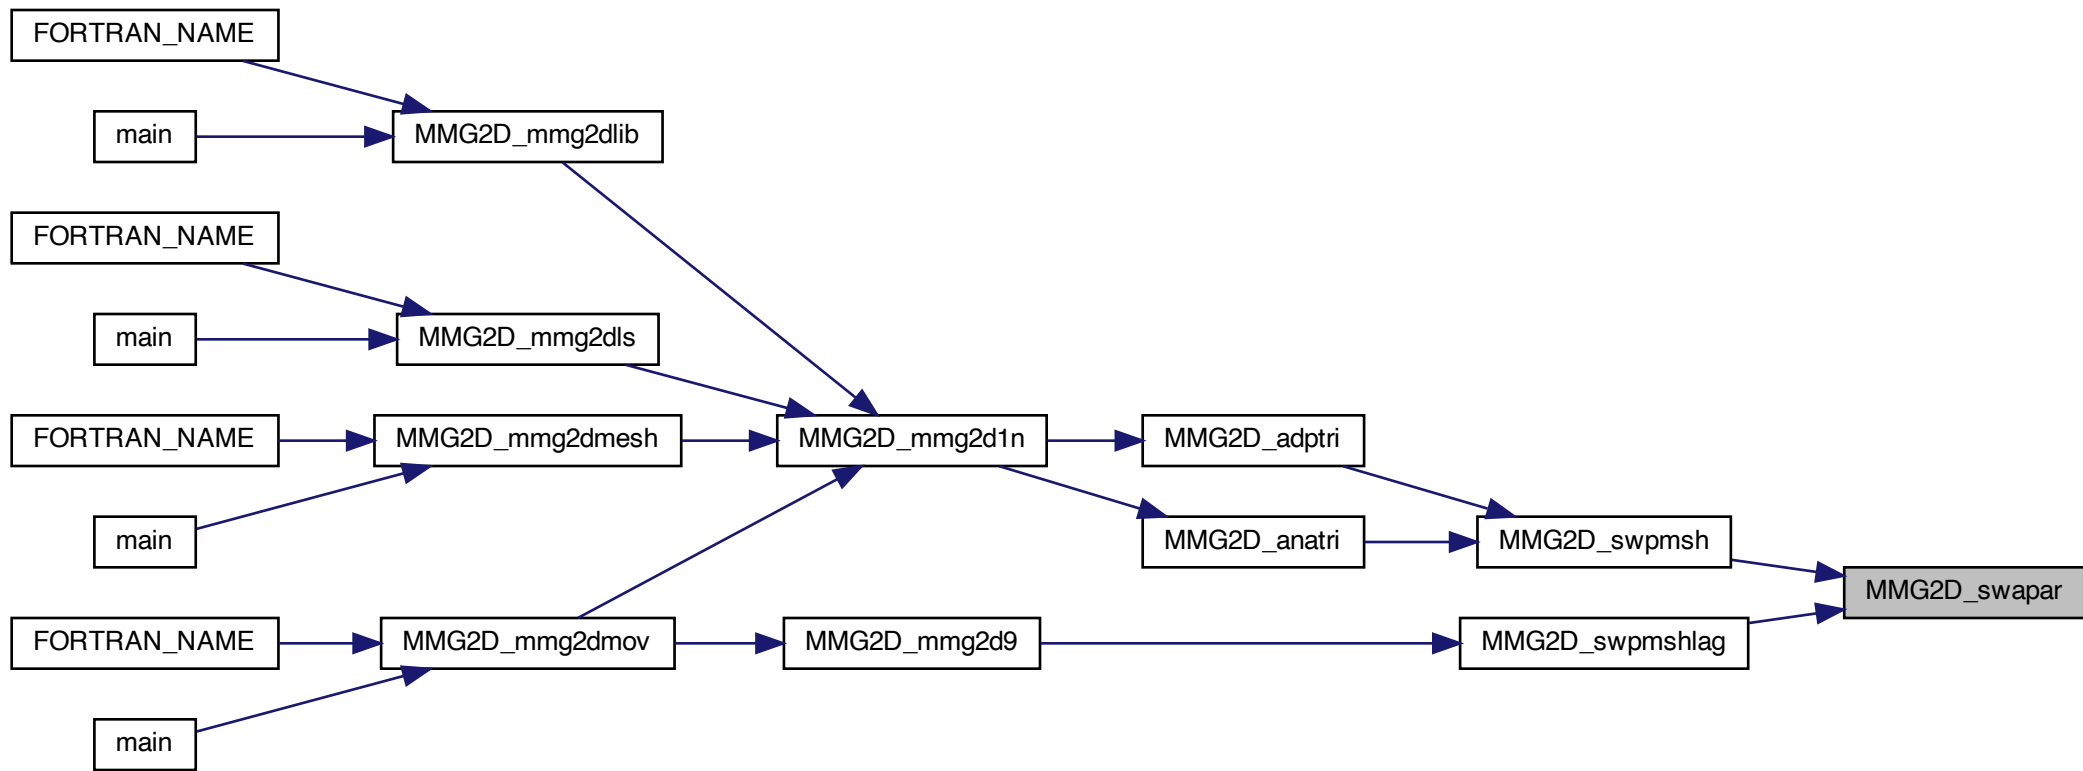 FORTRAN_NAME
main
MMG2D_mmg2dlib
FORTRAN_NAME
main
MMG2D_mmg2dls
FORTRAN_NAME
MMG2D_mmg2dmesh
MMG2D_mmg2d1n
MMG2D_adptri
main
MMG2D_anatri
MMG2D_swpmsh
MMG2D_swapar
FORTRAN_NAME
MMG2D_mmg2dmov
MMG2D_mmg2d9
MMG2D_swpmshlag
main